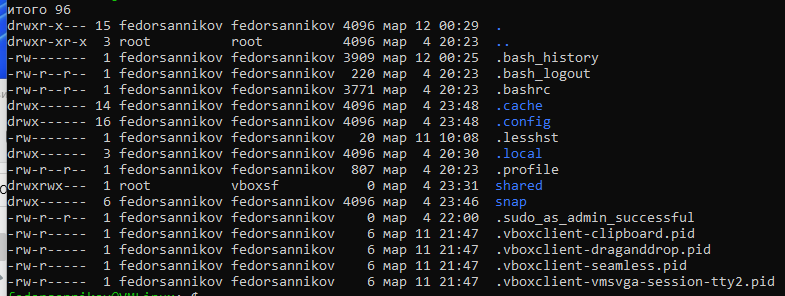 итого 96
drwxr-x--- 15 fedorsannikov fedorsannikov 4096 мар 12 00:29 .
drwxr-xr-x 3 root root 4096 мар 4 20:23 ..
-rw------- 1 fedorsannikov fedorsannikov 3909 мар 12 00:25 .bash_history
-rw-r--r-- 1 fedorsannikov fedorsannikov 220 мар 4 20:23 .bash_logout
-rw-r--r-- 1 fedorsannikov fedorsannikov 3771 мар 4 20:23 .bashrc
drwx------ 14 fedorsannikov fedorsannikov 4096 мар 4 23:48 .cache
drwx------ 16 fedorsannikov fedorsannikov 4096 мар 4 23:48 .config
-rw------- 1 fedorsannikov fedorsannikov 20 мар 11 10:08 .lesshst
drwx------ 3 fedorsannikov fedorsannikov 4096 мар 4 20:30 .local
-rw-r--r-- 1 fedorsannikov fedorsannikov 807 мар 4 20:23 .profile
drwxrwx--- 1 root vboxsf 0 мар 4 23:31 shared
drwx------ 6 fedorsannikov fedorsannikov 4096 мар 4 23:46 snap
-rw-r--r-- 1 fedorsannikov fedorsannikov 0 мар 4 22:00 .sudo_as_admin_successful
-rw-r----- 1 fedorsannikov fedorsannikov 6 мар 11 21:47 .vboxclient-clipboard.pid
-rw-r----- 1 fedorsannikov fedorsannikov 6 мар 11 21:47 .vboxclient-draganddrop.pid
-rw-r----- 1 fedorsannikov fedorsannikov 6 мар 11 21:47 .vboxclient-seamless.pid
-rw-r----- 1 fedorsannikov fedorsannikov 6 мар 11 21:47 .vboxclient-vmsvga-session-tty2.pid